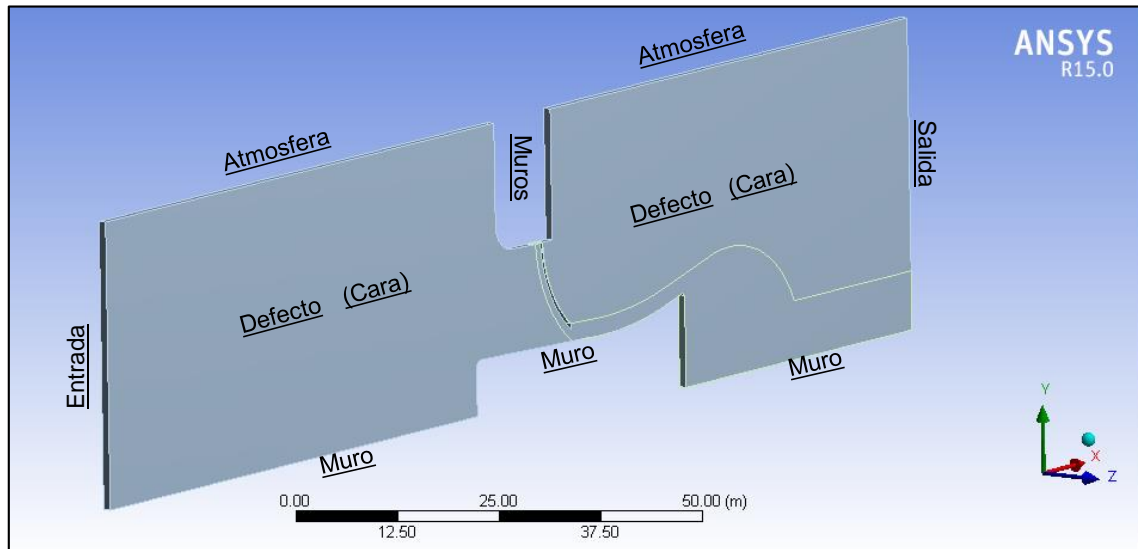 Atmosfera
ANSYS
R15.0
Atmosfera
Muros
Salida
Defecto (Cara)
Defecto (Cara)
Entrada
Muro
Muro
Muro
0.00 25.00 50.00 (m)
12.50 37.50
Y
X
Z